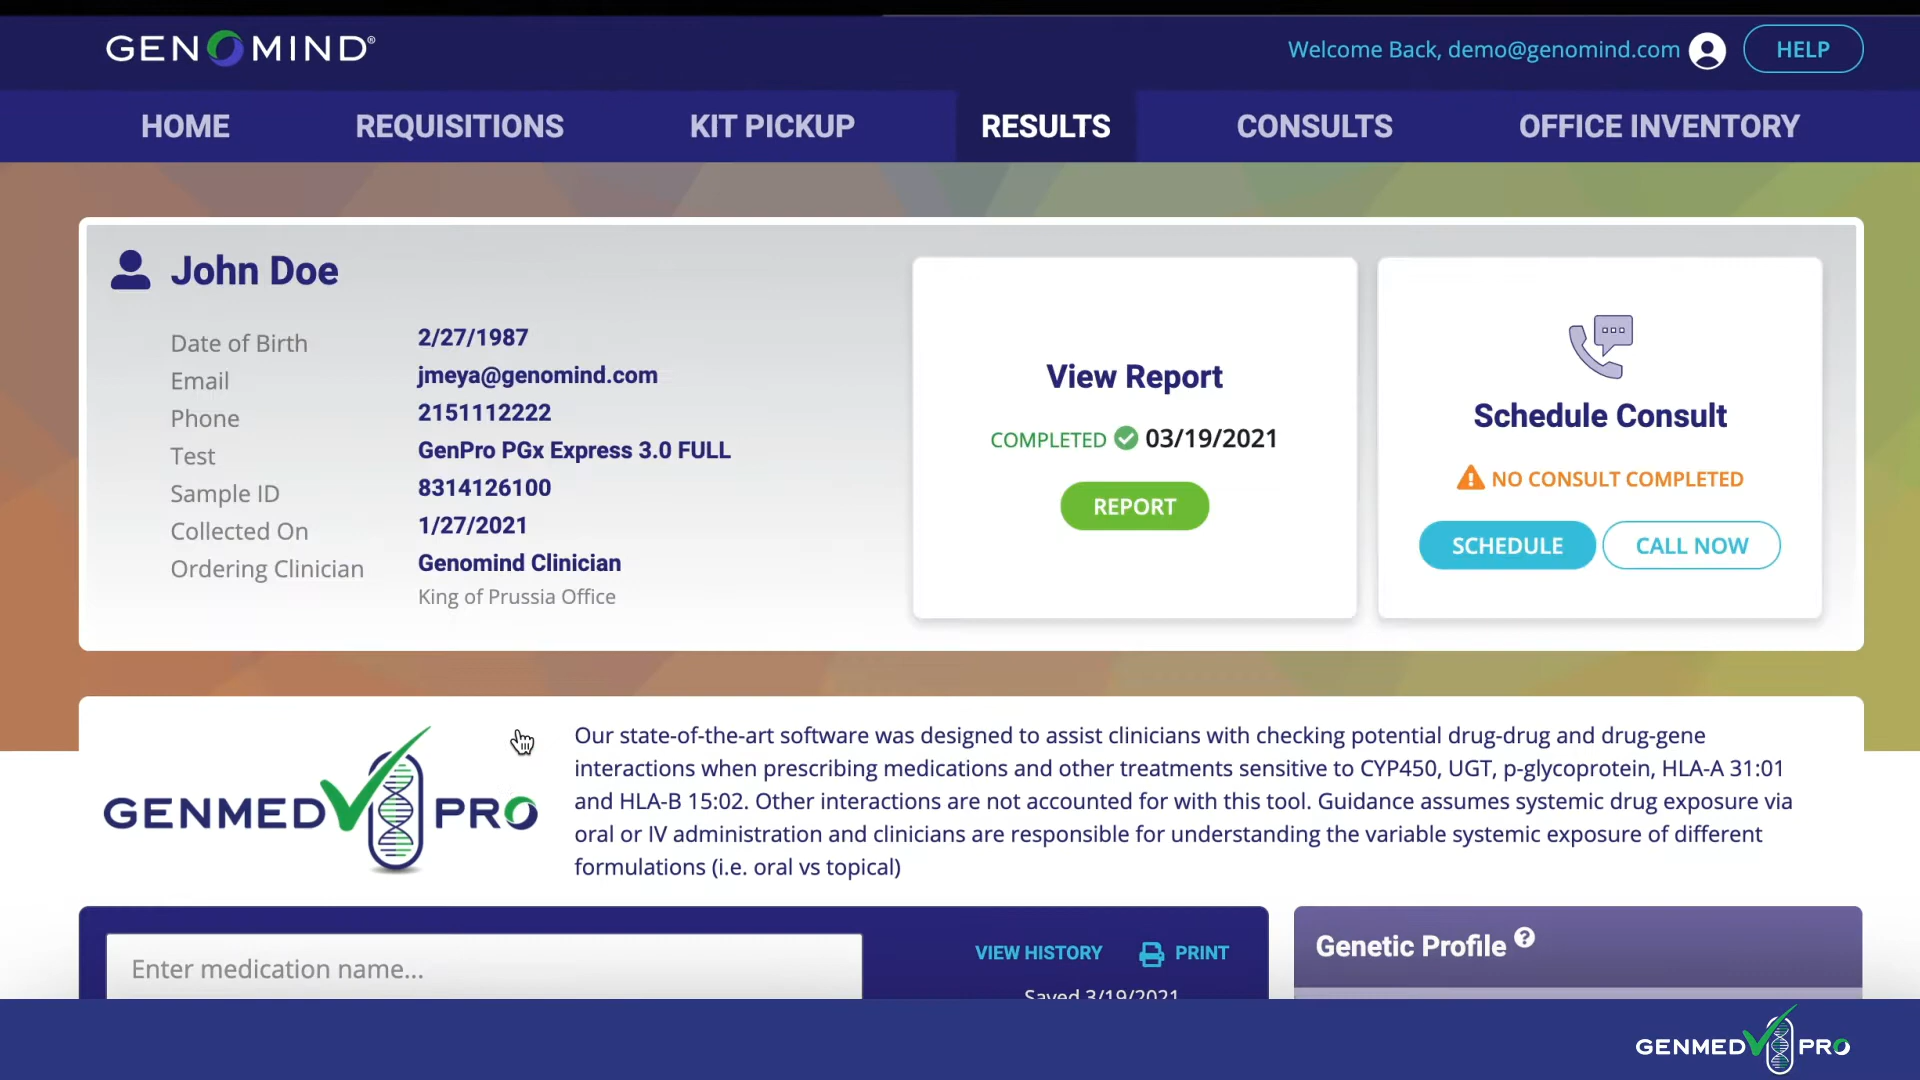 GENOMIND®
Welcome Back, demo@genomind.com
HELP
HOME REQUISITIONS KIT PICKUP RESULTS CONSULTS OFFICE INVENTORY
John Doe
Date of Birth 2/27/1987
Email jmeya@genomind.com
Phone 2151112222
Test GenPro PGx Express 3.0 FULL
Sample ID 8314126100
Collected On 1/27/2021
Ordering Clinician Genomind Clinician
King of Prussia Office
View Report
COMPLETED 03/19/2021
REPORT
Schedule Consult
NO CONSULT COMPLETED
SCHEDULE CALL NOW
GENMED PRO
Our state-of-the-art software was designed to assist clinicians with checking potential drug-drug and drug-gene
interactions when prescribing medications and other treatments sensitive to CYP450, UGT, p-glycoprotein, HLA-A 31:01
and HLA-B 15:02. Other interactions are not accounted for with this tool. Guidance assumes systemic drug exposure via
oral or IV administration and clinicians are responsible for understanding the variable systemic exposure of different
formulations (i.e. oral vs topical)
Enter medication name...
VIEW HISTORY PRINT
Saved 3/19/2021
Genetic Profile ?
GENMED PRO